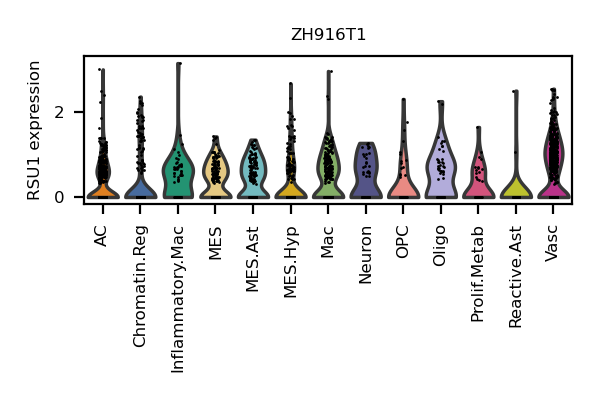 ZH916T1
RSU1 expression
2
0
AC
Chromatin.Reg
Inflammatory.Mac
MES
MES.Ast
MES.Hyp
Mac
Neuron
OPC
Oligo
Prolif.Metab
Reactive.Ast
Vasc